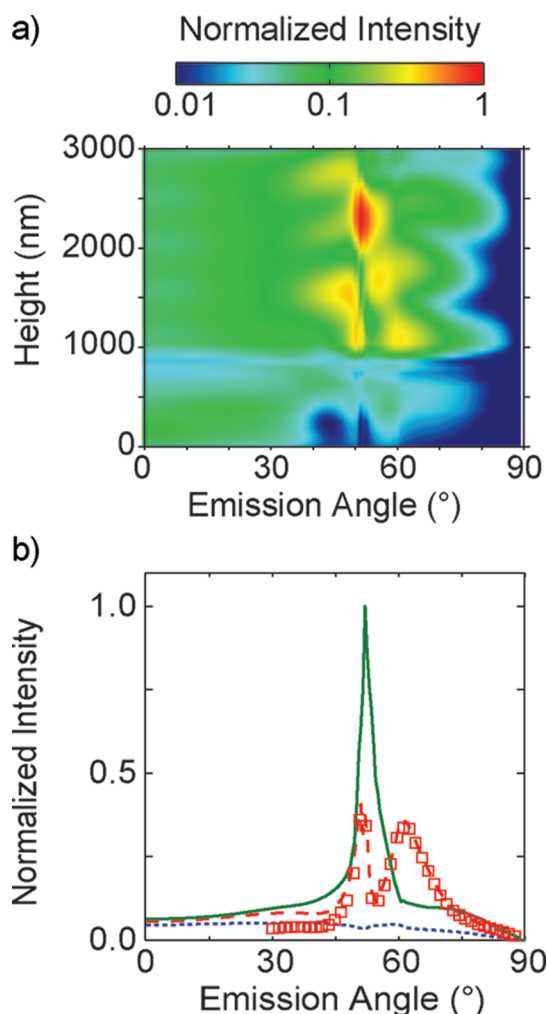 a)
Normalized Intensity
0.01 0.1 1
3000
2000
1000
0
Height (nm)
0 30 60 90
Emission Angle (°)
b)
1.0
0.5
0.0
Normalized Intensity
0 30 60 90
Emission Angle (°)